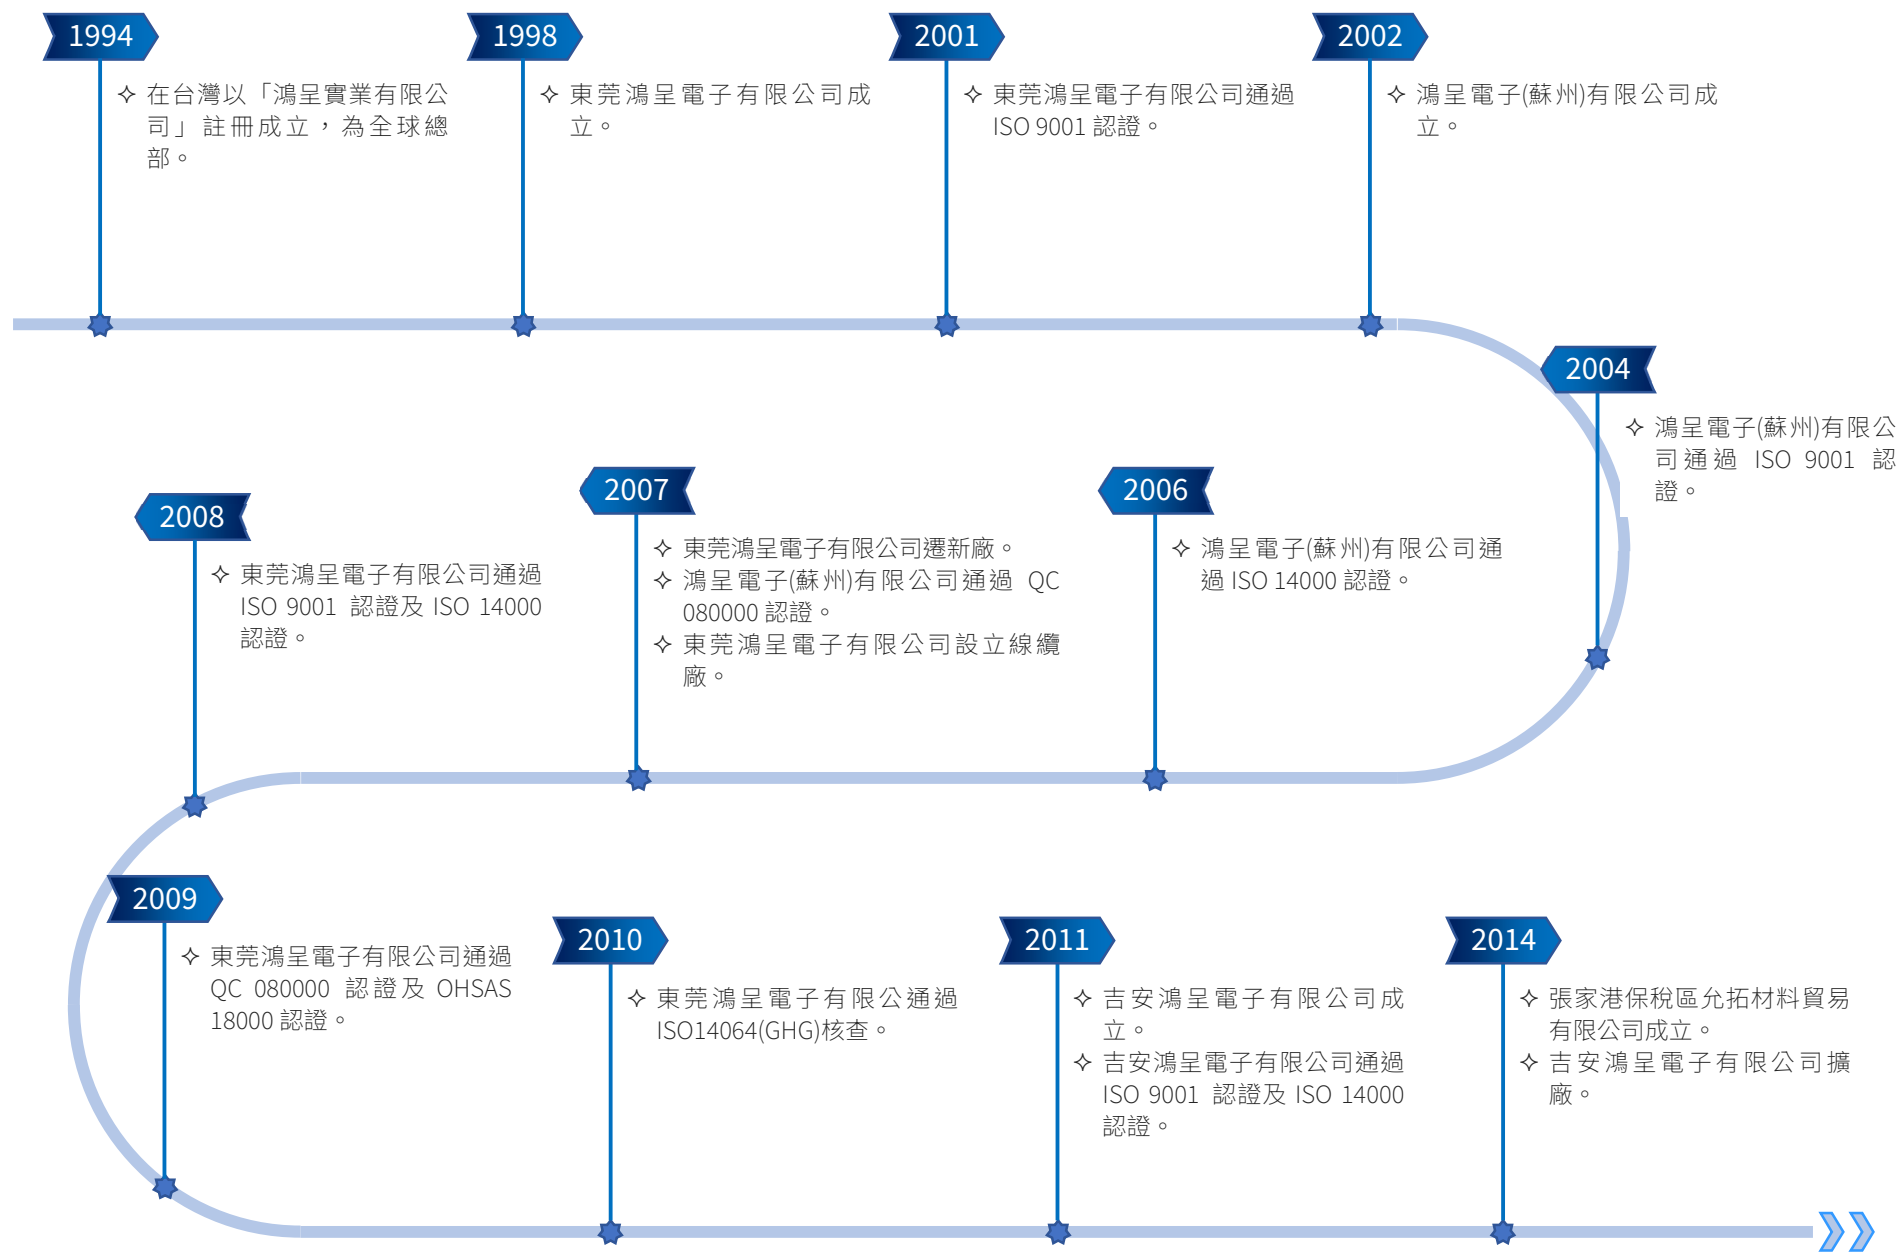 1994
在台灣以「鴻呈實業有限公
司」註冊成立，為全球總
部。
1998
東莞鴻呈電子有限公司成
立。
2001
東莞鴻呈電子有限公司通過
ISO 9001 認證。
2002
鴻呈電子(蘇州)有限公司成
立。
2004
鴻呈電子(蘇州)有限公
司通過 ISO 9001 認
證。
2006
鴻呈電子(蘇州)有限公司通
過 ISO 14000 認證。
2007
東莞鴻呈電子有限公司遷新廠。
鴻呈電子(蘇州)有限公司通過 QC
080000 認證。
東莞鴻呈電子有限公司設立線纜
廠。
2008
東莞鴻呈電子有限公司通過
ISO 9001 認證及 ISO 14000
認證。
2009
東莞鴻呈電子有限公司通過
QC 080000 認證及 OHSAS
18000 認證。
2010
東莞鴻呈電子有限公通過
ISO14064(GHG)核查。
2011
吉安鴻呈電子有限公司成
立。
吉安鴻呈電子有限公司通過
ISO 9001 認證及 ISO 14000
認證。
2014
張家港保稅區允拓材料貿易
有限公司成立。
吉安鴻呈電子有限公司擴
廠。